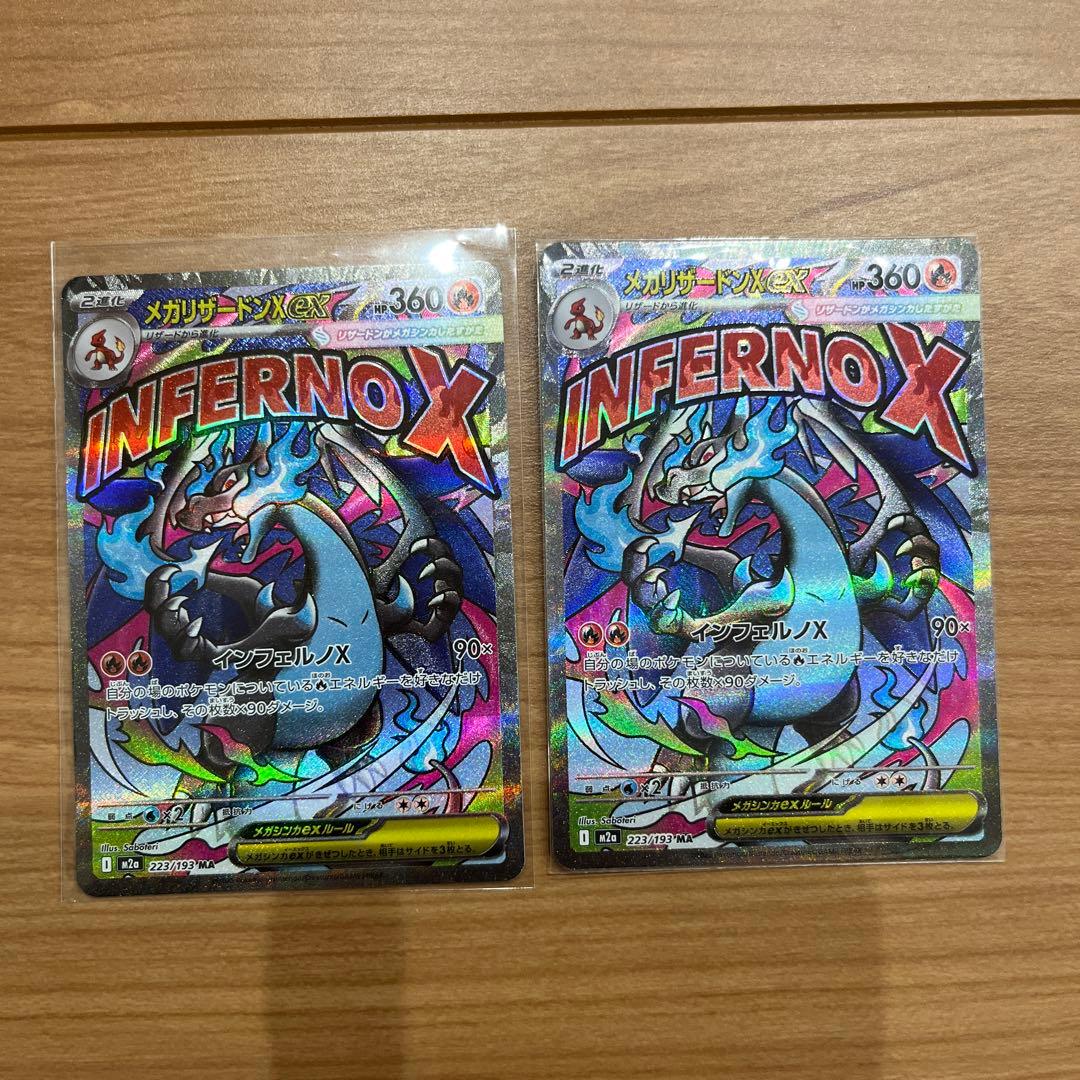 2進化
メガリザードンXex
HP360
リザードから進化
リザードンがメガシンカしたすがた
INFERNO X
インフェルノX
90×
自分の場のポケモンについている エネルギーを好きなだけ
トラッシュし、その枚数×90ダメージ。
弱点 ×2 抵抗力 にげる
メガシンカexルール
メガシンカexがきぜつしたとき、相手はサイドを3枚とる。
Illus. Saboteri
I m2a 223/193 MA
2進化
メガリザードンXex
HP360
リザードから進化
リザードンがメガシンカしたすがた
INFERNO X
インフェルノX
90×
自分の場のポケモンについている エネルギーを好きなだけ
トラッシュし、その枚数×90ダメージ。
弱点 ×2 抵抗力 にげる
メガシンカexルール
メガシンカexがきぜつしたとき、相手はサイドを3枚とる。
Illus. Saboteri
I m2a 223/193 MA